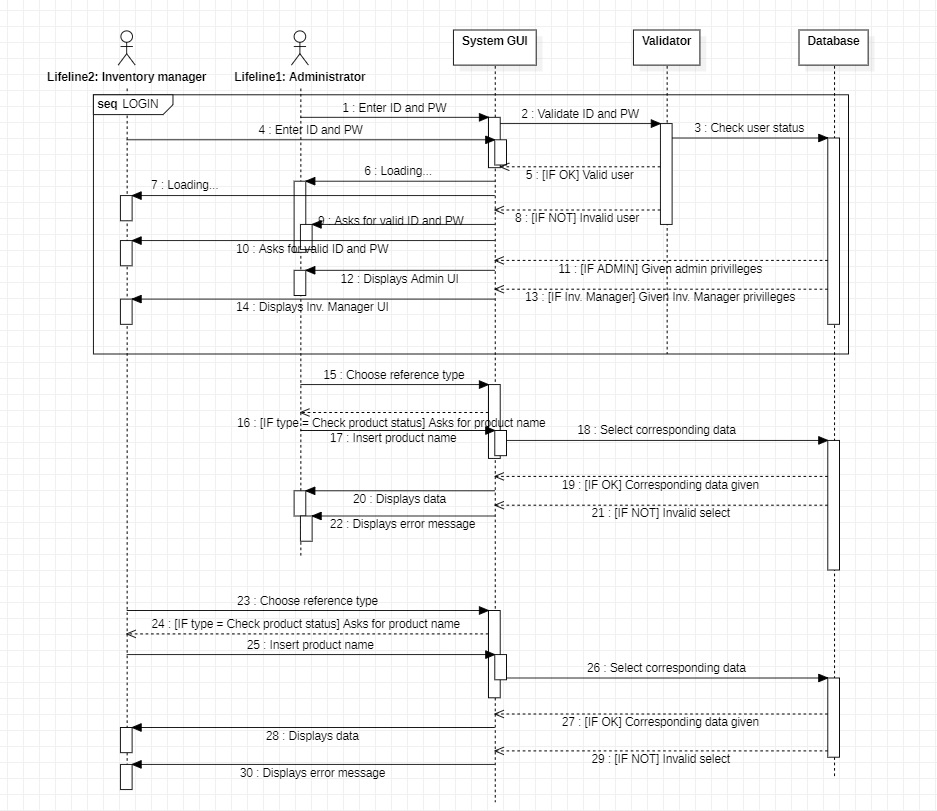 System GUI
Validator
Database
Lifeline2: Inventory manager
Lifeline1: Administrator
seq LOGIN
1 : Enter ID and PW
2 : Validate ID and PW
3 : Check user status
4 : Enter ID and PW
5 : [IF OK] Valid user
6 : Loading...
7 : Loading...
8 : [IF NOT] Invalid user
9 : Asks for valid ID and PW
10 : Asks for valid ID and PW
11 : [IF ADMIN] Given admin privilleges
12 : Displays Admin UI
13 : [IF Inv. Manager] Given Inv. Manager privilleges
14 : Displays Inv. Manager UI
15 : Choose reference type
16 : [IF type = Check product status] Asks for product name
17 : Insert product name
18 : Select corresponding data
19 : [IF OK] Corresponding data given
20 : Displays data
21 : [IF NOT] Invalid select
22 : Displays error message
23 : Choose reference type
24 : [IF type = Check product status] Asks for product name
25 : Insert product name
26 : Select corresponding data
27 : [IF OK] Corresponding data given
28 : Displays data
29 : [IF NOT] Invalid select
30 : Displays error message